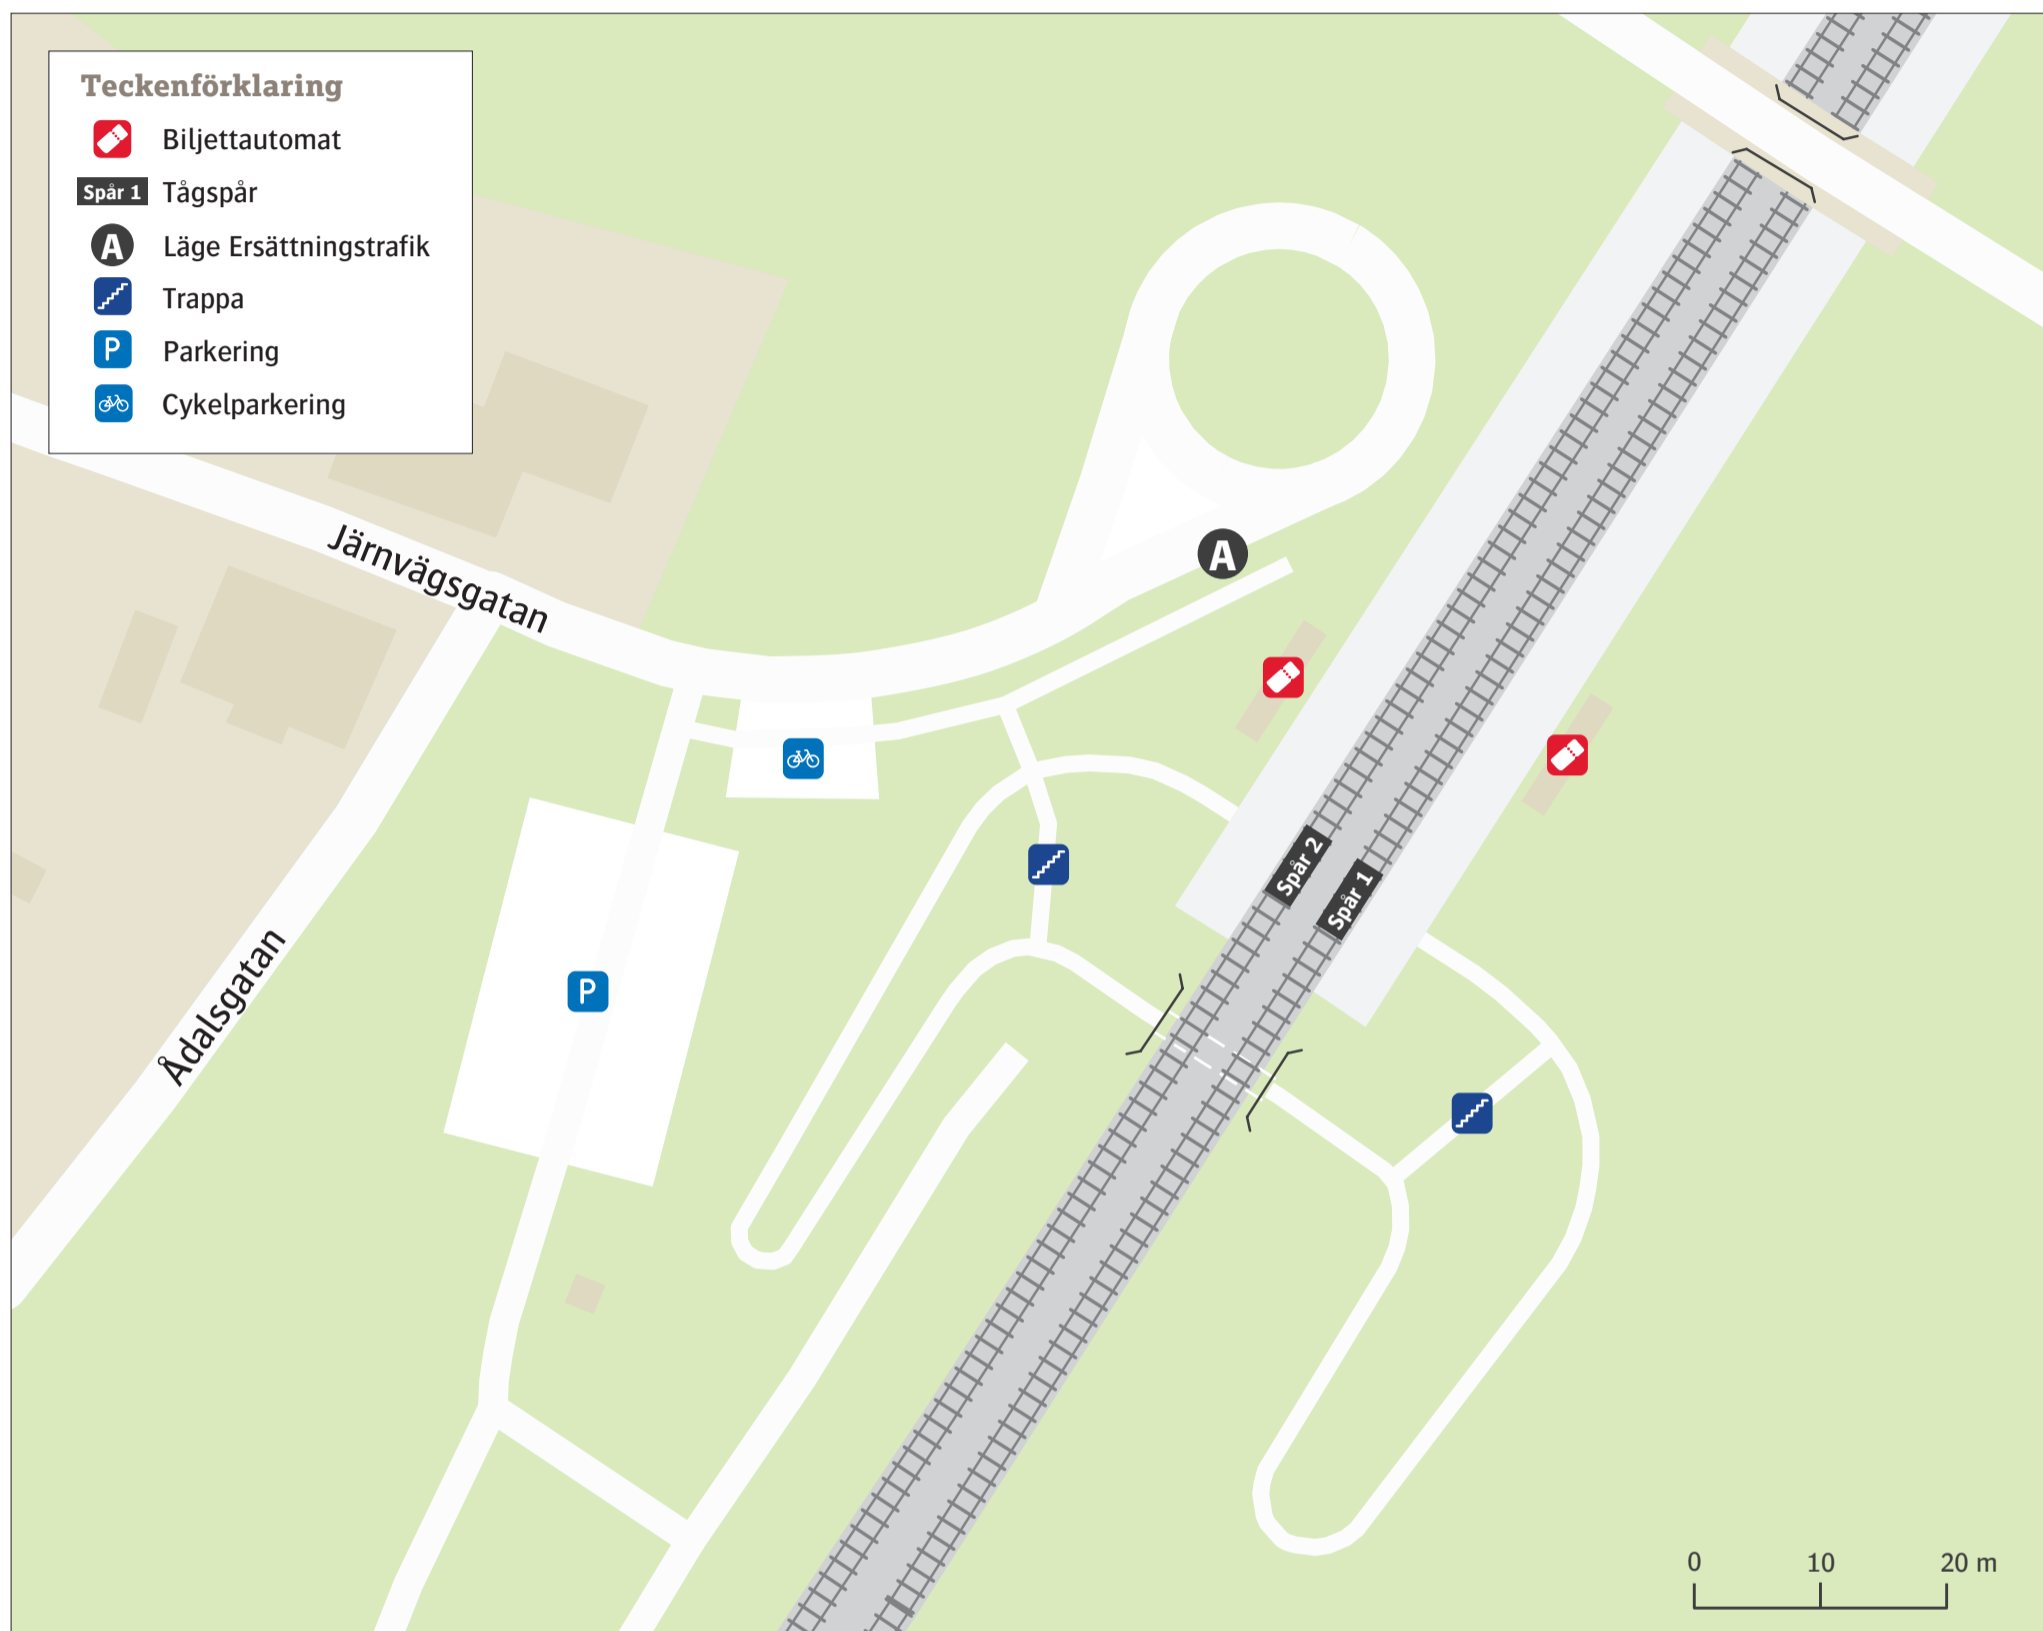 Teckenförklaring
Biljettautomat
Spår 1 Tågspår
A Läge Ersättningstrafik
Trappa
P Parkering
Cykelparkering
Järnvägsgatan
A
Spår 2
Spår 1
P
Ådalsgatan
0 10 20 m